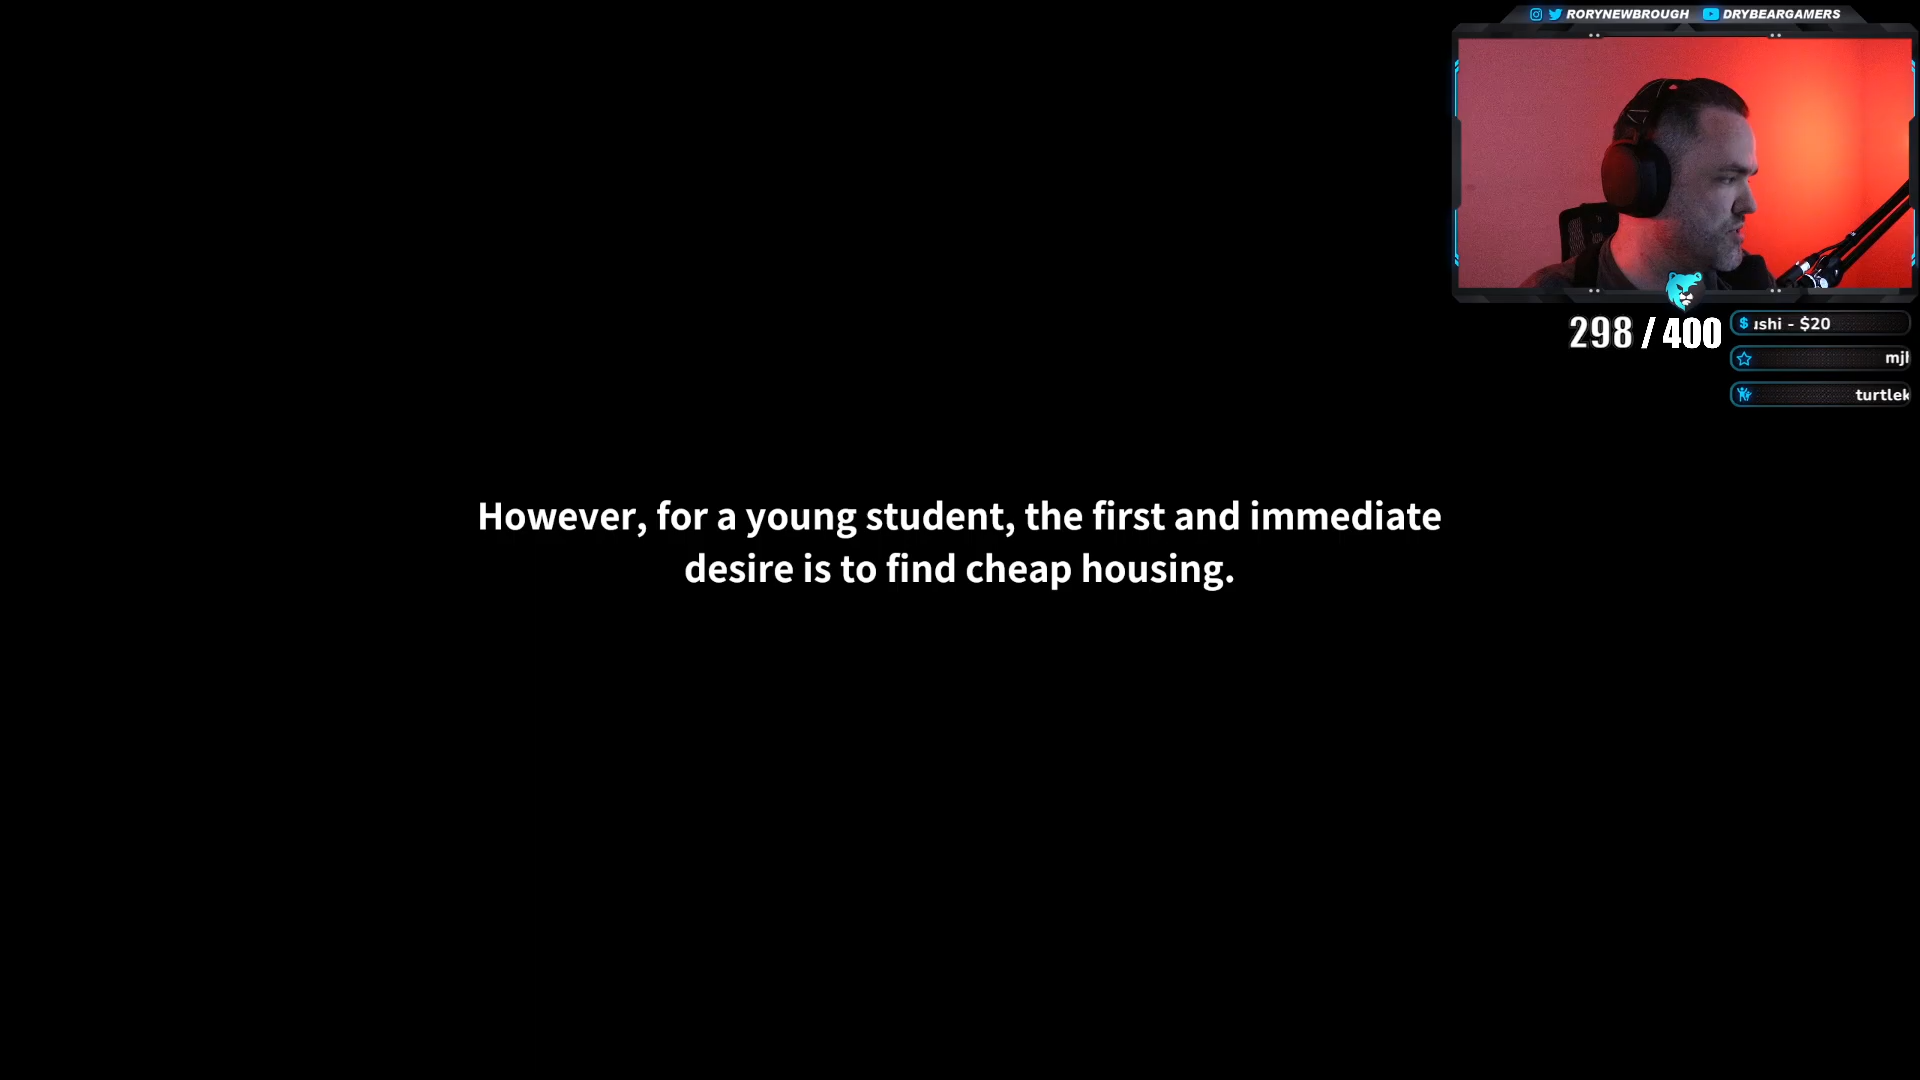 RORYNEWBROUGH DRYBEARGAMERS
298 / 400
ushi - $20
mjl
turtlek
However, for a young student, the first and immediate
desire is to find cheap housing.